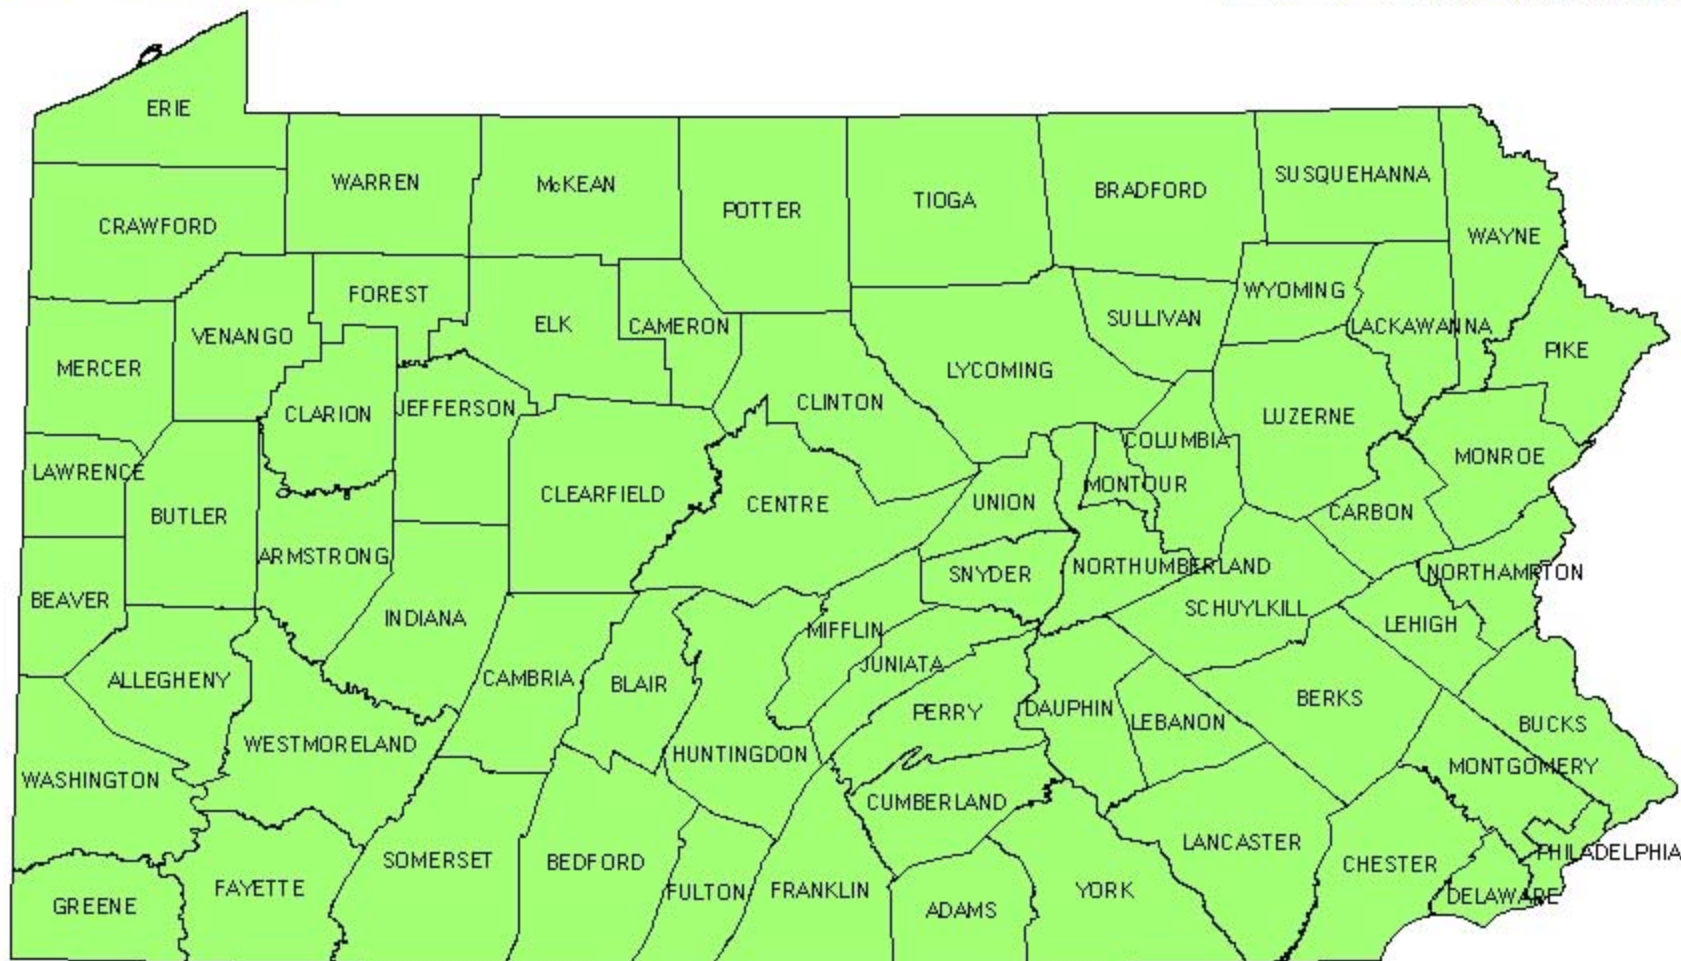 ERIE
WARREN
McKEAN
POTTER
TIOGA
BRADFORD
SUSQUEHANNA
WAYNE
CRAWFORD
FOREST
ELK
CAMERON
SULLIVAN
WYOMING
LACKAWANNA
PIKE
VENANGO
MERCER
CLARION
JEFFERSON
CLINTON
LYCOMING
LUZERNE
COLUMBIA
MONROE
LAWRENCE
BUTLER
CLEARFIELD
CENTRE
UNION
MONTOUR
CARBON
ARMSTRONG
SNYDER
NORTHUMBERLAND
NORTHAMPTON
BEAVER
INDIANA
MIFFLIN
SCHUYLKILL
LEHIGH
ALLEGHENY
CAMBRIA
BLAIR
JUNIATA
BERKS
PERRY
DAUPHIN
LEBANON
BUCKS
WESTMORELAND
HUNTINGDON
MONTGOMERY
WASHINGTON
CUMBERLAND
LANCASTER
SOMERSET
BEDFORD
CHESTER
PHILADELPHIA
GREENE
FAYETTE
FULTON
FRANKLIN
ADAMS
YORK
DELAWARE